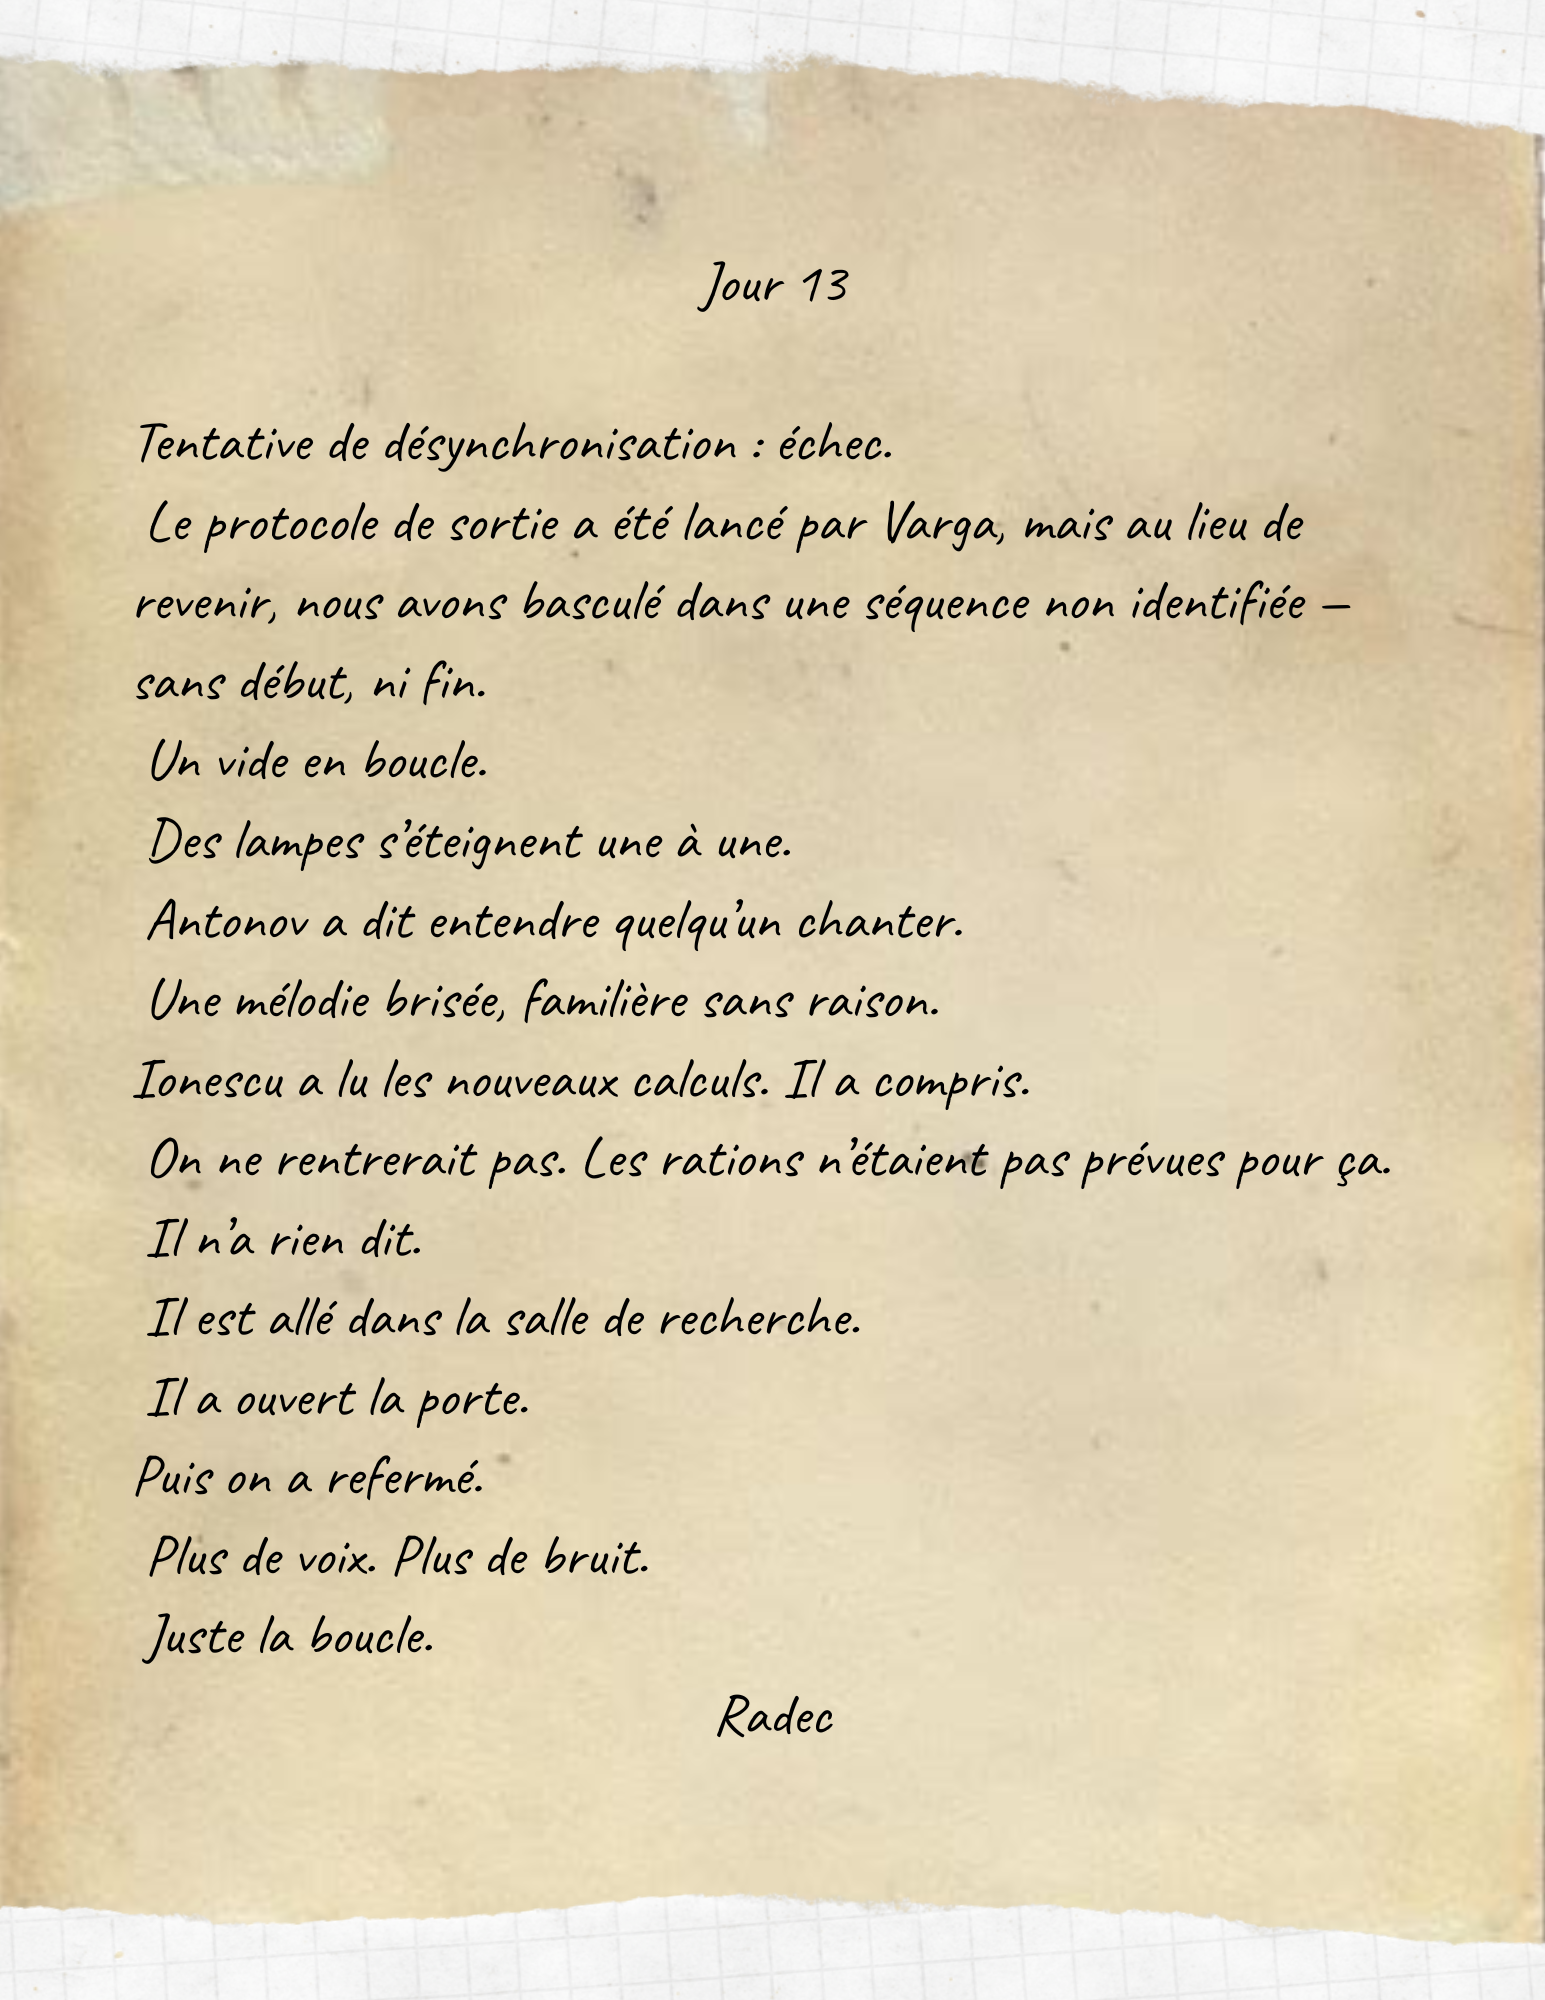 Jour 13
Tentative de désynchronisation : échec.
Le protocole de sortie a été lancé par Varga, mais au lieu de
revenir, nous avons basculé dans une séquence non identifiée —
sans début, ni fin.
Un vide en boucle.
Des lampes s’éteignent une à une.
Antonov a dit entendre quelqu’un chanter.
Une mélodie brisée, familière sans raison.
Ionescu a lu les nouveaux calculs. Il a compris.
On ne rentrerait pas. Les rations n’étaient pas prévues pour ça.
Il n’a rien dit.
Il est allé dans la salle de recherche.
Il a ouvert la porte.
Puis on a refermé.
Plus de voix. Plus de bruit.
Juste la boucle.
Radec